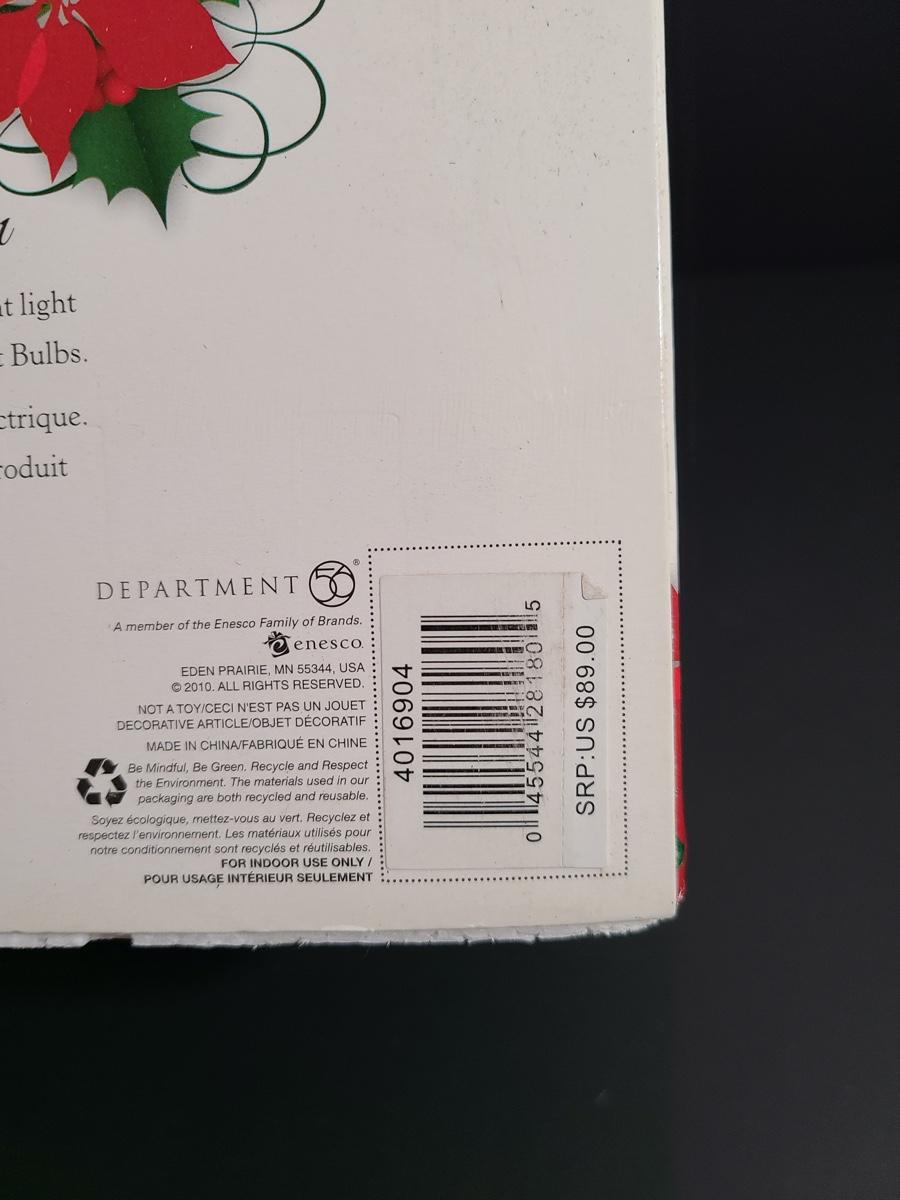 light
Bulbs.
DEPARTMENT 56®
A member of the Enesco Family of Brands.
enesco.
EDEN PRAIRIE, MN 55344, USA
© 2010. ALL RIGHTS RESERVED.
NOT A TOY/CECI N'EST PAS UN JOUET
DECORATIVE ARTICLE/OBJET DÉCORATIF
MADE IN CHINA/FABRIQUÉ EN CHINE
Be Mindful, Be Green. Recycle and Respect
the Environment. The materials used in our
packaging are both recycled and reusable.
Soyez écologique, mettez-vous au vert. Recyclez et
respectez l'environnement. Les matériaux utilisés pour
notre conditionnement sont recyclés et réutilisables.
FOR INDOOR USE ONLY /
POUR USAGE INTÉRIEUR SEULEMENT
4016904
0 45544 28180 5
SRP:US $89.00